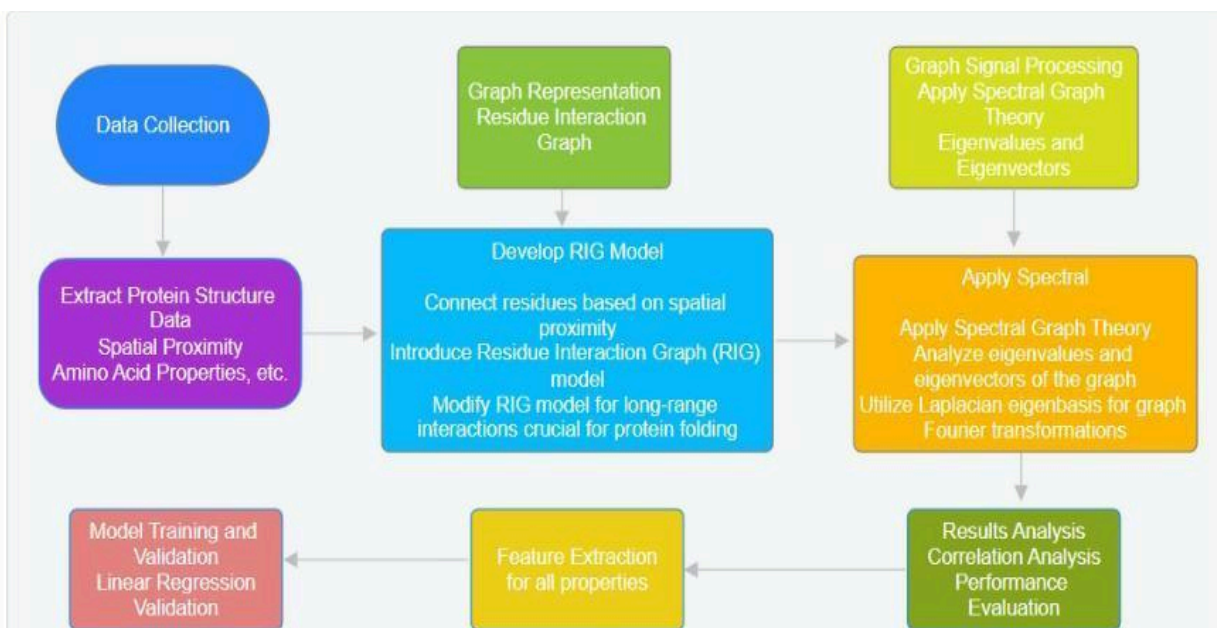 Data Collection
Graph Representation
Residue Interaction
Graph
Graph Signal Processing
Apply Spectral Graph
Theory
Eigenvalues and
Eigenvectors
Extract Protein Structure
Data
Spatial Proximity
Amino Acid Properties, etc.
Develop RIG Model
Connect residues based on spatial
proximity
Introduce Residue Interaction Graph (RIG)
model
Modify RIG model for long-range
interactions crucial for protein folding
Apply Spectral
Apply Spectral Graph Theory
Analyze eigenvalues and
eigenvectors of the graph
Utilize Laplacian eigenbasis for graph
Fourier transformations
Model Training and
Validation
Linear Regression
Validation
Feature Extraction
for all properties
Results Analysis
Correlation Analysis
Performance
Evaluation